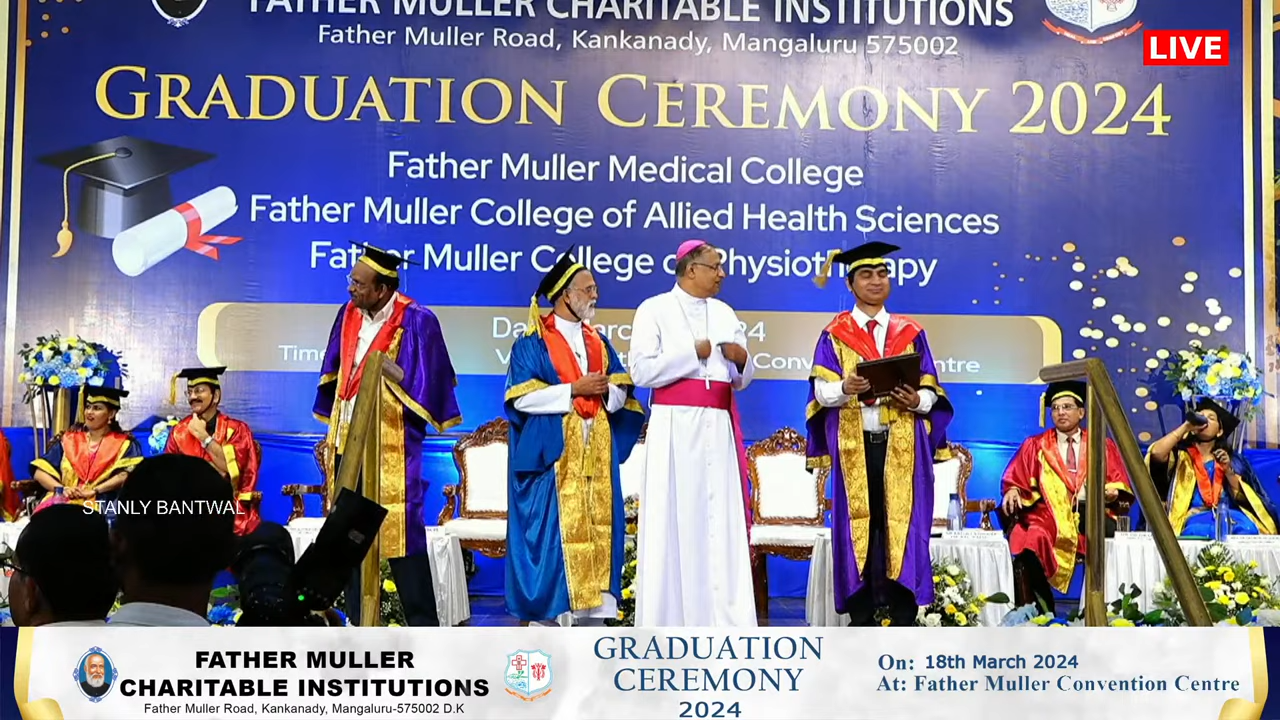 FATHER MULLER CHARITABLE INSTITUTIONS
Father Muller Road, Kankanady, Mangaluru 575002
LIVE
GRADUATION CEREMONY 2024
Father Muller Medical College
Father Muller College of Allied Health Sciences
Father Muller College of Physiotherapy
24
Centre
STANLY BANTWAL
FATHER MULLER
CHARITABLE INSTITUTIONS
Father Muller Road, Kankanady, Mangaluru-575002 D.K
GRADUATION
CEREMONY
2024
On: 18th March 2024
At: Father Muller Convention Centre